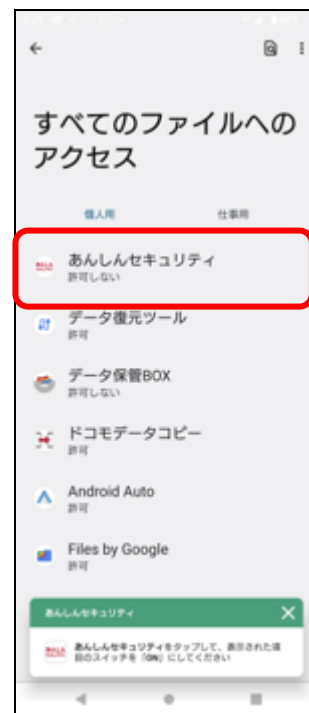 すべてのファイルへの
アクセス
個人用 仕事用
あんしんセキュリティ
許可しない
データ復元ツール
許可
データ保管BOX
許可しない
ドコモデータコピー
許可
Android Auto
許可
Files by Google
許可
あんしんセキュリティ
あんしんセキュリティをタップして、表示された項
目のスイッチを「ON」にしてください